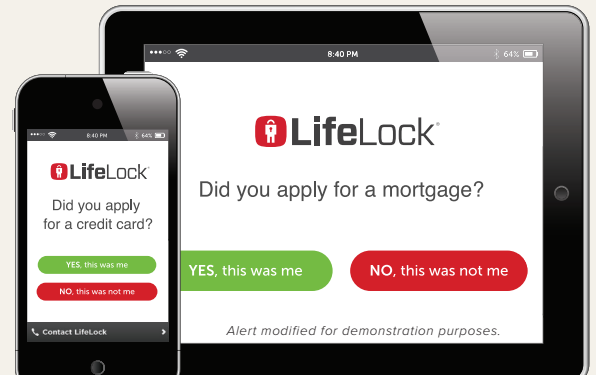 8:40 PM
64%
LifeLock
Did you apply
for a credit card?
YES, this was me
NO, this was not me
Contact LifeLock
8:40 PM
64%
LifeLock®
Did you apply for a mortgage?
YES, this was me
NO, this was not me
Alert modified for demonstration purposes.